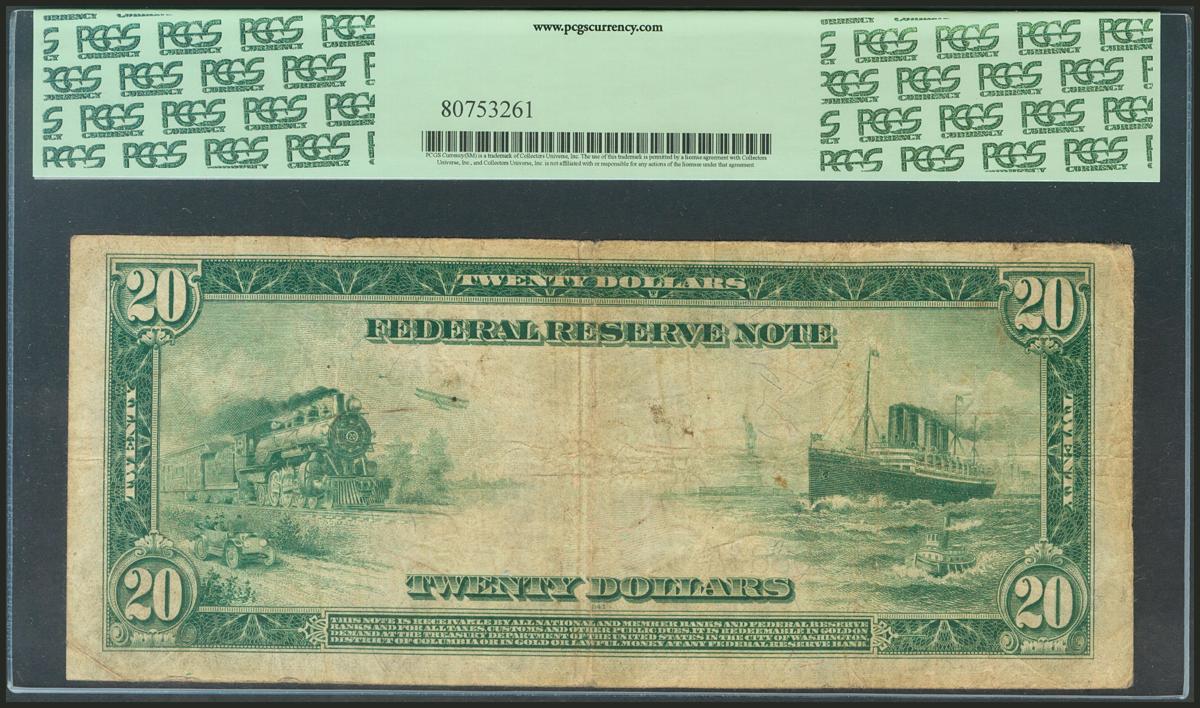 www.pcgscurrency.com
PCGS CURRENCY
80753261
PCGS Currency(SM) is a trademark of Collectors Universe, Inc. The use of this trademark is permitted by a license agreement with Collectors
Universe, Inc., and Collectors Universe, Inc. is not affiliated with or responsible for any actions of the licensee under that agreement.
20 TWENTY DOLLARS 20
FEDERAL RESERVE NOTE
TWENTY
TWENTY
TWENTY DOLLARS
20 20
THIS NOTE IS RECEIVABLE BY ALL NATIONAL AND MEMBER BANKS AND FEDERAL RESERVE
BANKS AND FOR ALL TAXES, CUSTOMS AND OTHER PUBLIC DUES. IT IS REDEEMABLE IN GOLD ON
DEMAND AT THE TREASURY DEPARTMENT OF THE UNITED STATES IN THE CITY OF WASHINGTON
DISTRICT OF COLUMBIA OR IN GOLD OR LAWFUL MONEY AT ANY FEDERAL RESERVE BANK